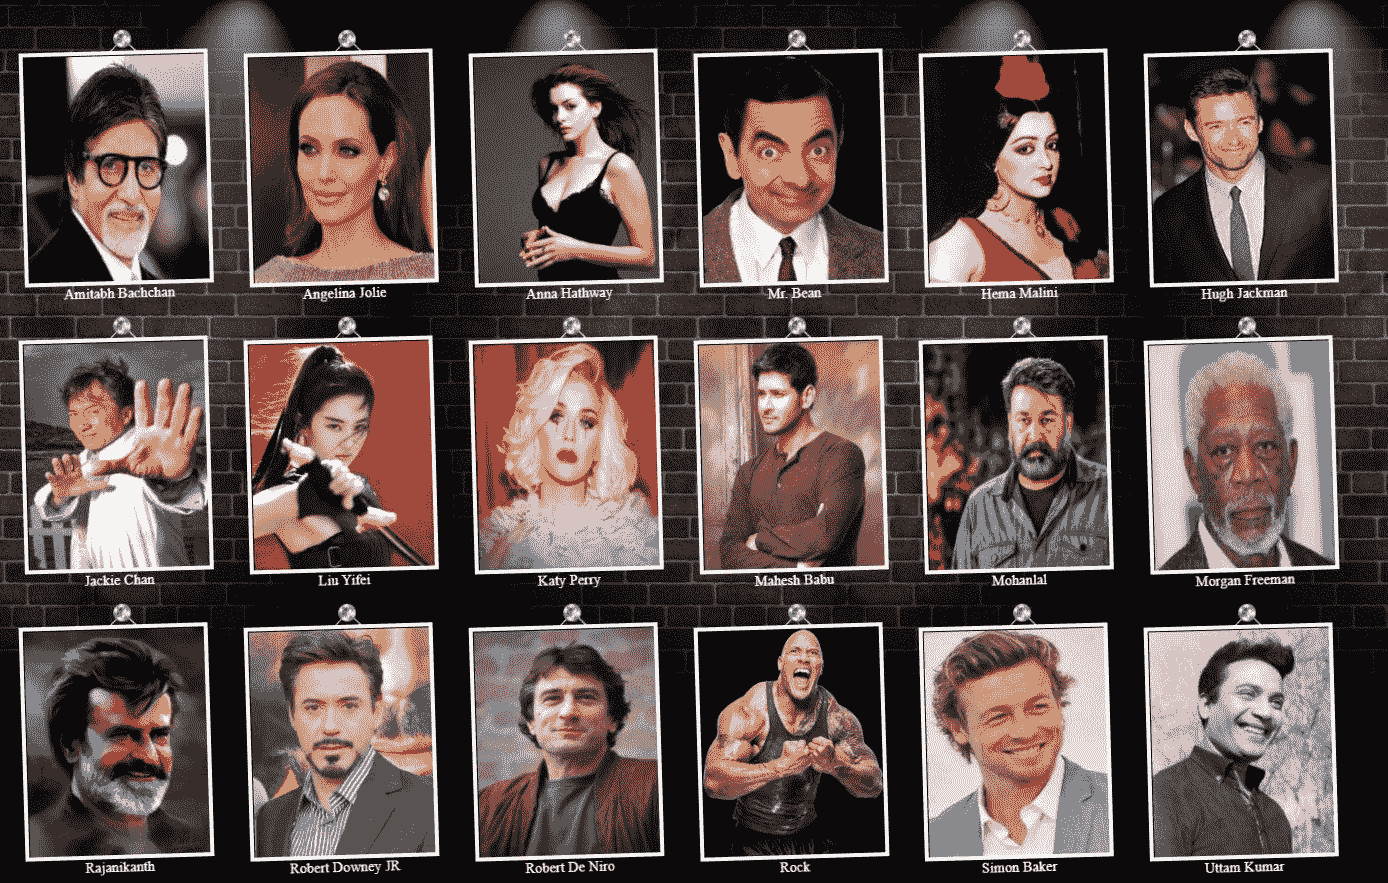 Amitabh Bachchan
Angelina Jolie
Anna Hathway
Mr. Bean
Hema Malini
Hugh Jackman
Jackie Chan
Liu Yifei
Katy Perry
Mahesh Babu
Mohanlal
Morgan Freeman
Rajanikanth
Robert Downey JR
Robert De Niro
Rock
Simon Baker
Uttam Kumar